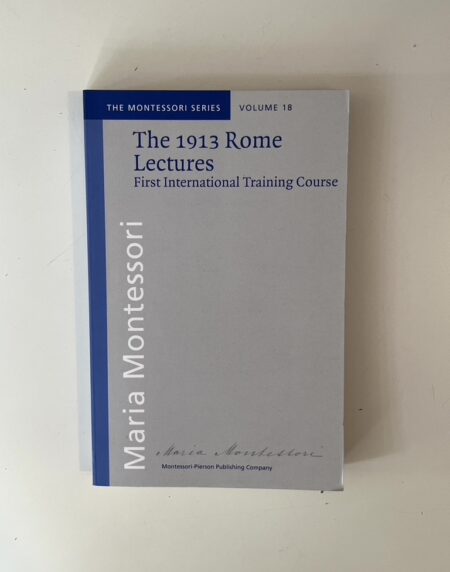 THE MONTESSORI SERIES VOLUME 18
The 1913 Rome
Lectures
First International Training Course
Maria Montessori
Maria Montessori
Montessori-Pierson Publishing Company